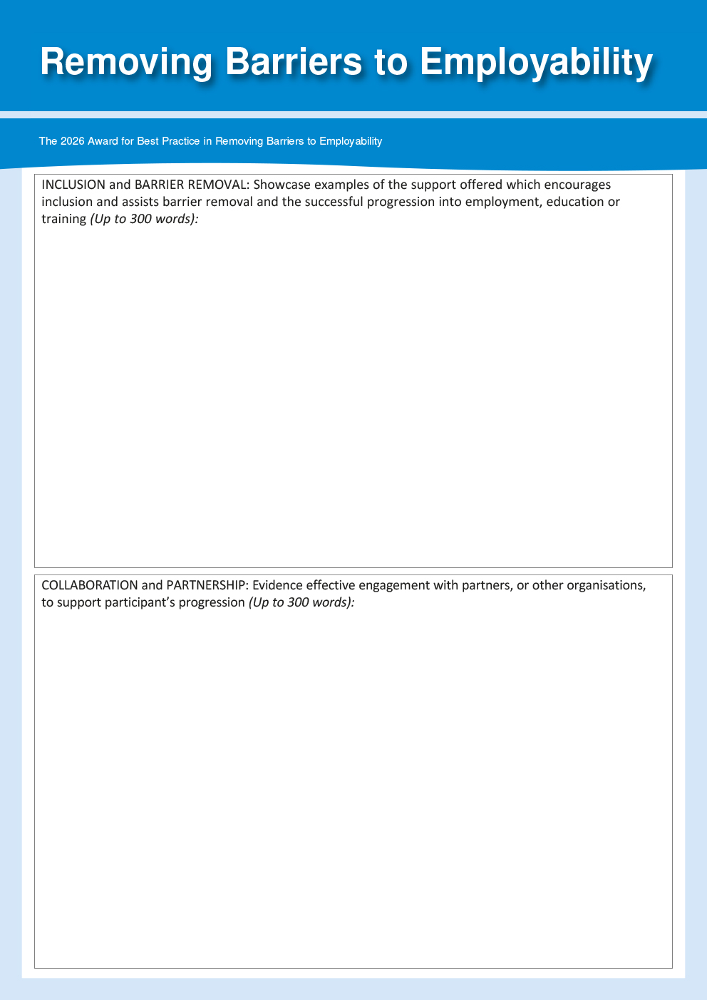 Removing Barriers to Employability
The 2026 Award for Best Practice in Removing Barriers to Employability
INCLUSION and BARRIER REMOVAL: Showcase examples of the support offered which encourages
inclusion and assists barrier removal and the successful progression into employment, education or
training (Up to 300 words):
COLLABORATION and PARTNERSHIP: Evidence effective engagement with partners, or other organisations,
to support participant’s progression (Up to 300 words):